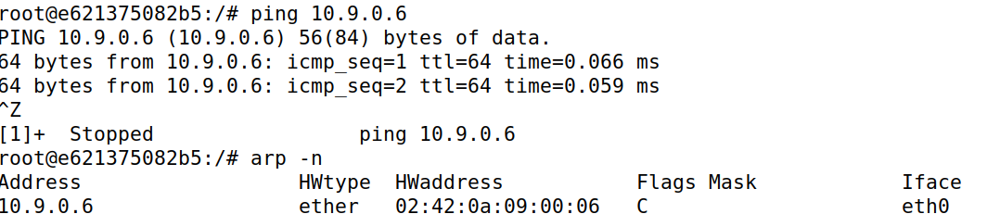 root@e621375082b5:/# ping 10.9.0.6
PING 10.9.0.6 (10.9.0.6) 56(84) bytes of data.
64 bytes from 10.9.0.6: icmp_seq=1 ttl=64 time=0.066 ms
64 bytes from 10.9.0.6: icmp_seq=2 ttl=64 time=0.059 ms
^Z
[1]+  Stopped                 ping 10.9.0.6
root@e621375082b5:/# arp -n
Address                  HWtype  HWaddress           Flags Mask            Iface
10.9.0.6                 ether   02:42:0a:09:00:06   C                     eth0